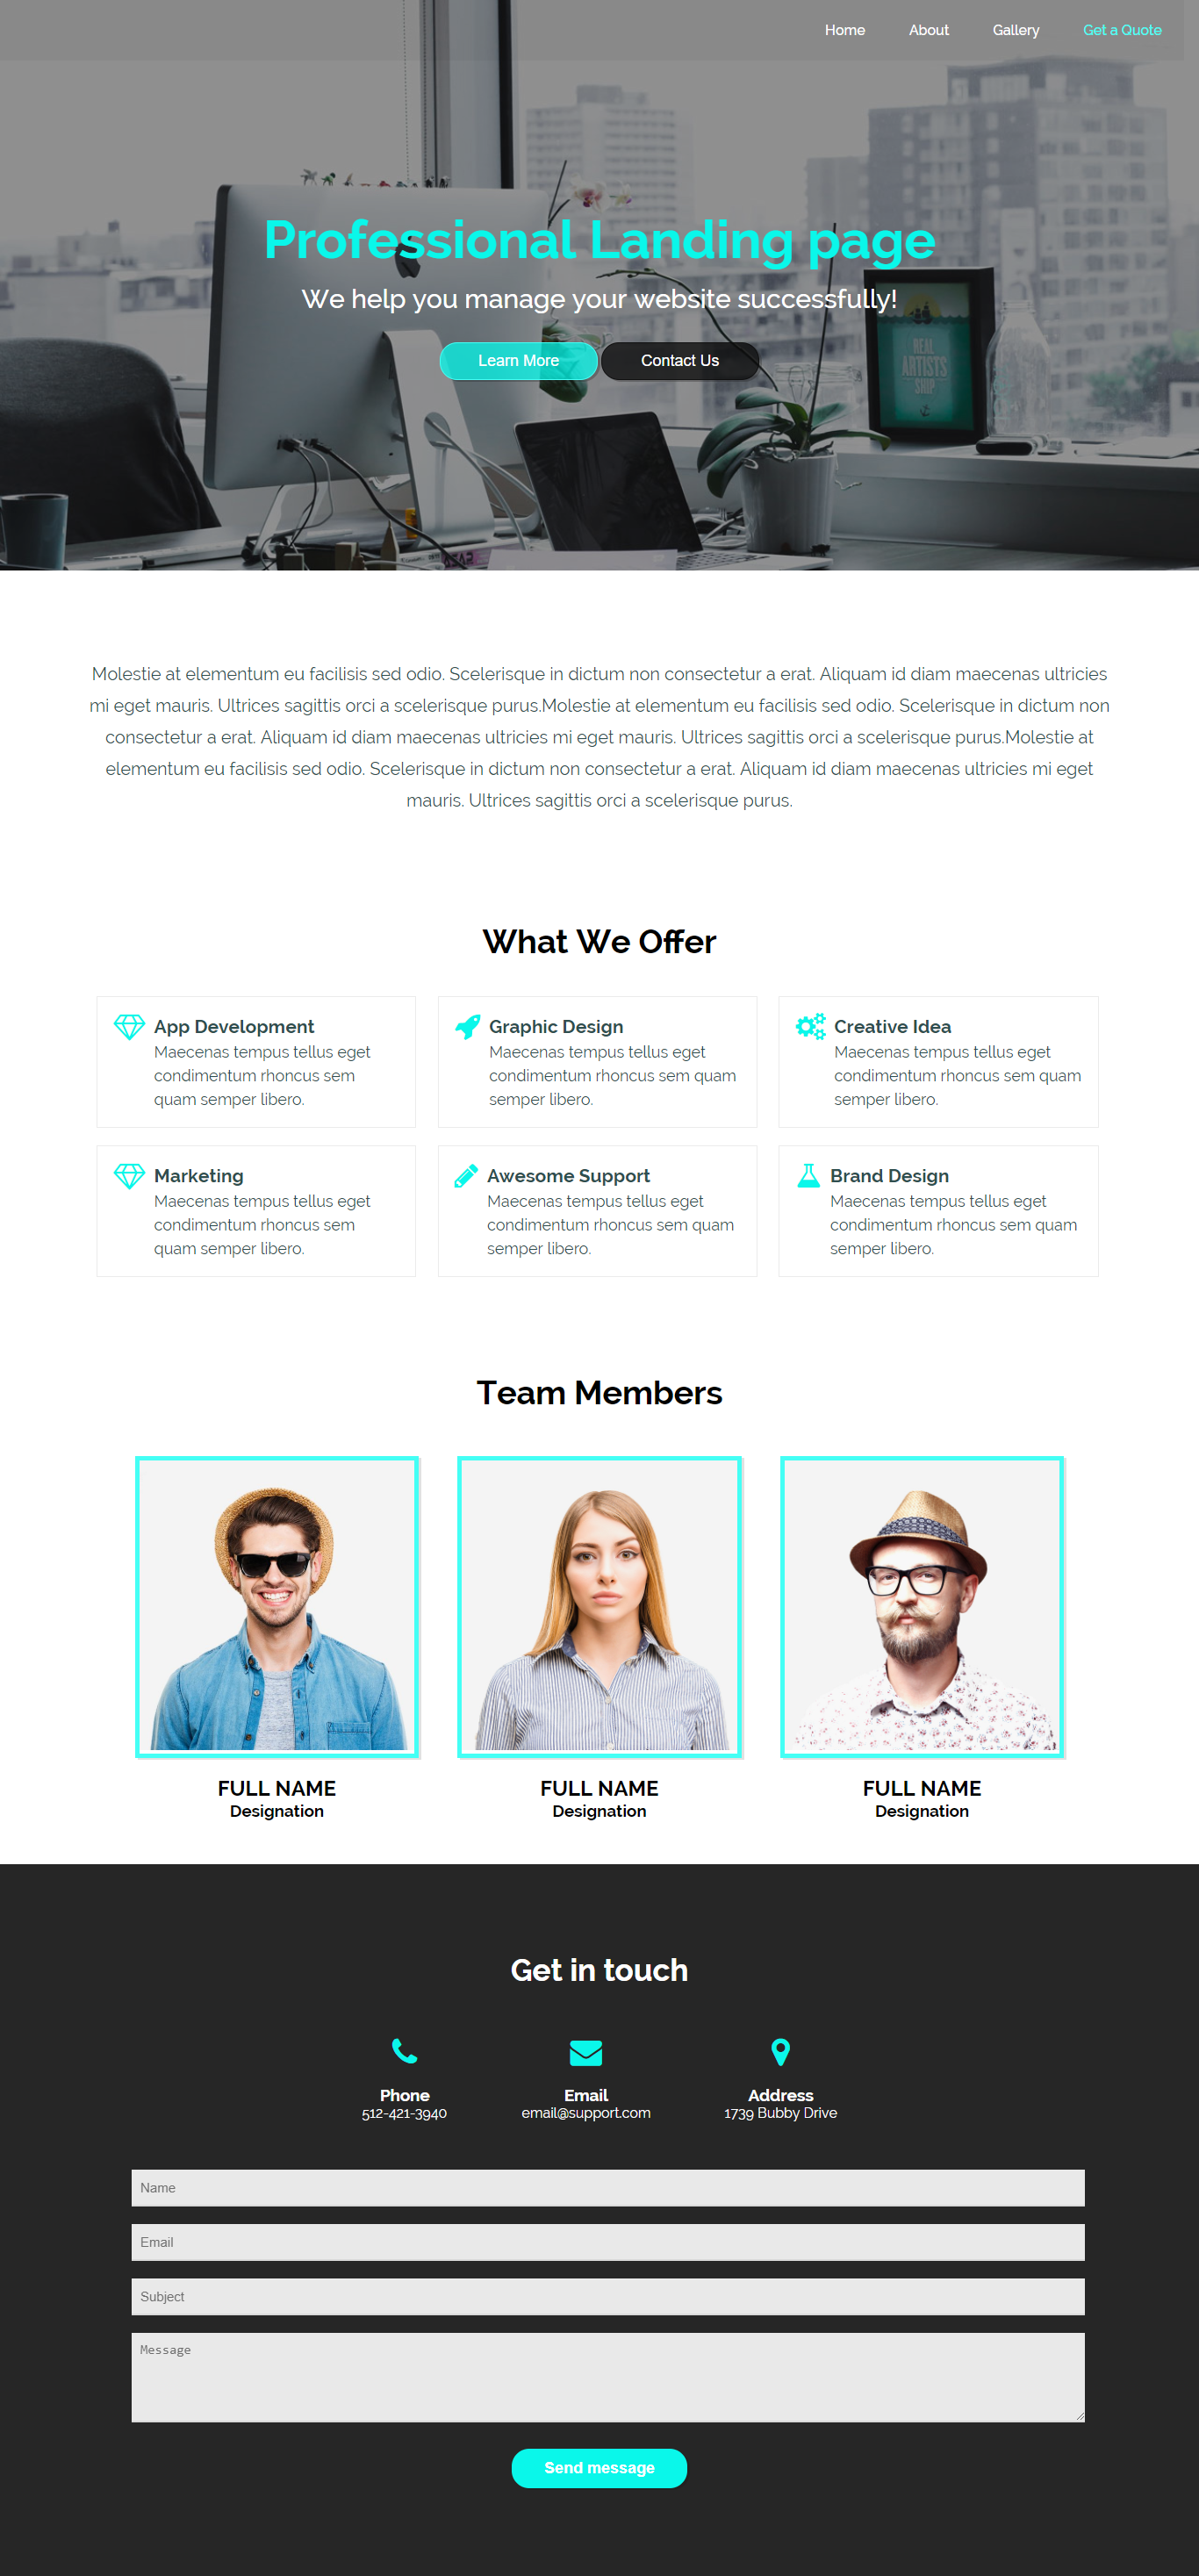 Home About Gallery Get a Quote
Professional Landing page
We help you manage your website successfully!
Learn More Contact Us
REAL
ARTISTS
SHIP
Molestie at elementum eu facilisis sed odio. Scelerisque in dictum non consectetur a erat. Aliquam id diam maecenas ultricies
mi eget mauris. Ultrices sagittis orci a scelerisque purus.Molestie at elementum eu facilisis sed odio. Scelerisque in dictum non
consectetur a erat. Aliquam id diam maecenas ultricies mi eget mauris. Ultrices sagittis orci a scelerisque purus.Molestie at
elementum eu facilisis sed odio. Scelerisque in dictum non consectetur a erat. Aliquam id diam maecenas ultricies mi eget
mauris. Ultrices sagittis orci a scelerisque purus.
What We Offer
App Development
Maecenas tempus tellus eget
condimentum rhoncus sem
quam semper libero.
Graphic Design
Maecenas tempus tellus eget
condimentum rhoncus sem quam
semper libero.
Creative Idea
Maecenas tempus tellus eget
condimentum rhoncus sem quam
semper libero.
Marketing
Maecenas tempus tellus eget
condimentum rhoncus sem
quam semper libero.
Awesome Support
Maecenas tempus tellus eget
condimentum rhoncus sem quam
semper libero.
Brand Design
Maecenas tempus tellus eget
condimentum rhoncus sem quam
semper libero.
Team Members
FULL NAME
Designation
FULL NAME
Designation
FULL NAME
Designation
Get in touch
Phone
512-421-3940
Email
email@support.com
Address
1739 Bubby Drive
Name
Email
Subject
Message
Send message